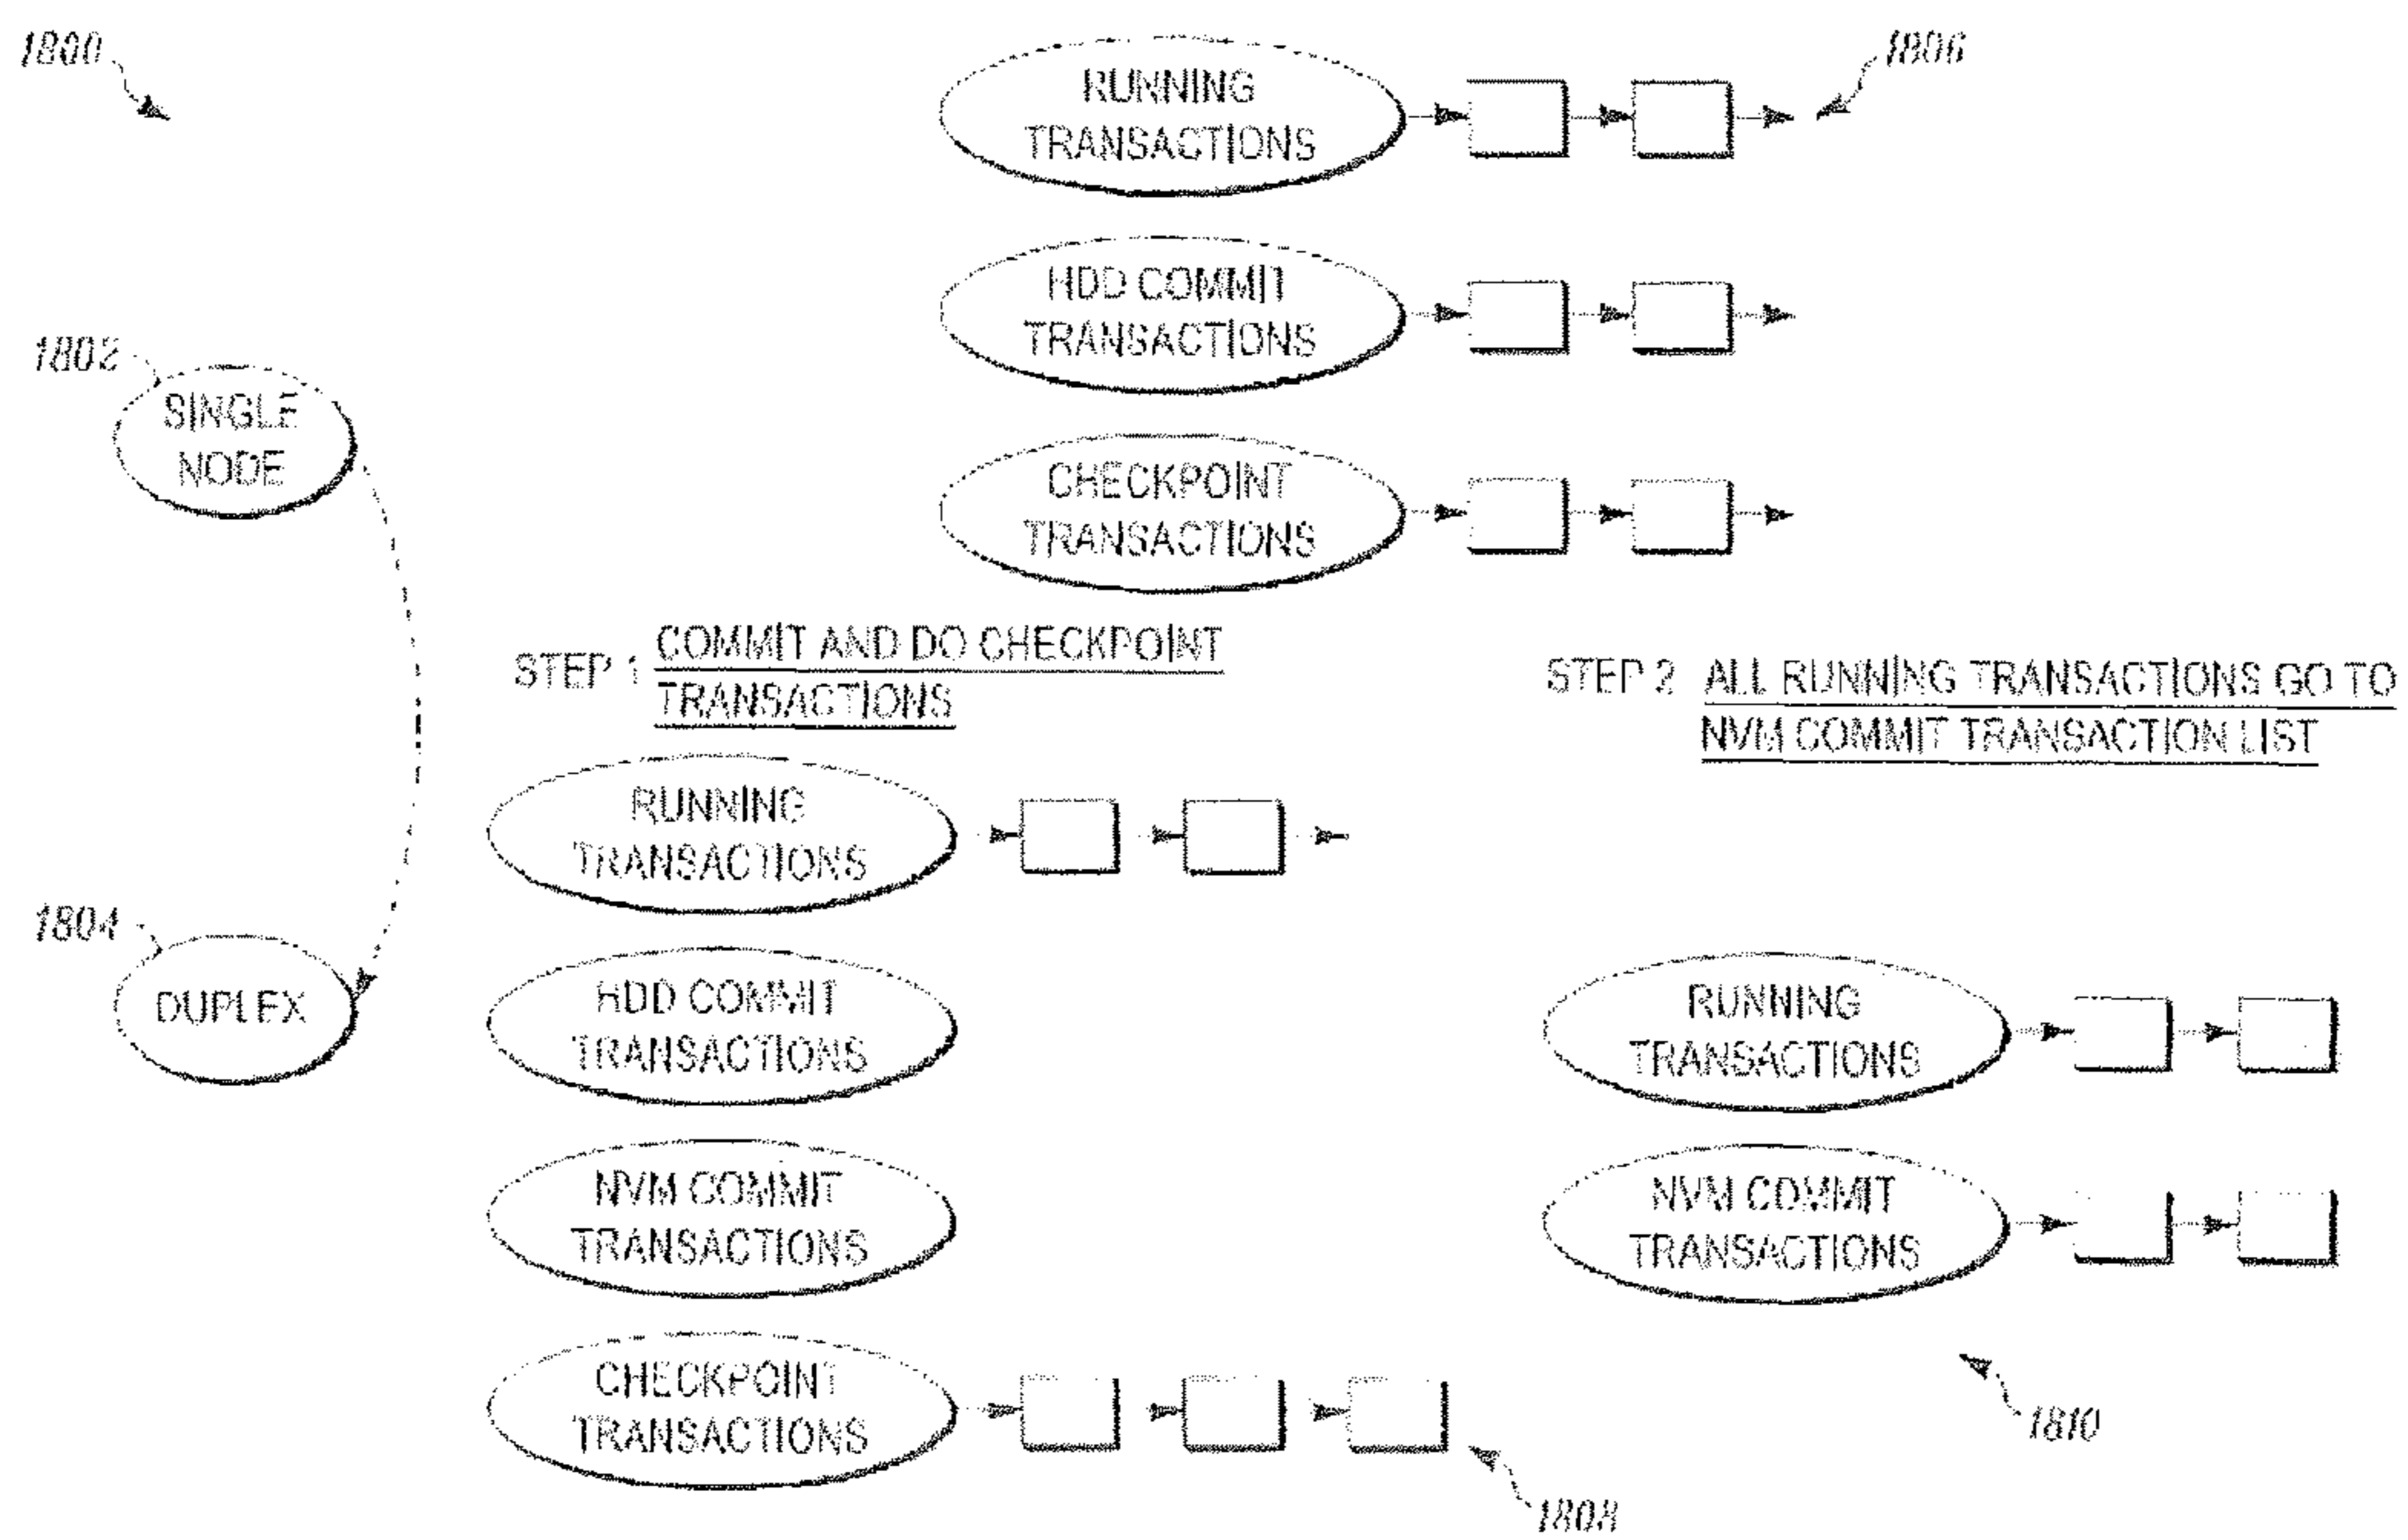 1800
1806
RUNNING
TRANSACTIONS
HDD COMMIT
TRANSACTIONS
1802
SINGLE
NODE
CHECKPOINT
TRANSACTIONS
STEP 1 COMMIT AND DO CHECKPOINT
TRANSACTIONS
STEP 2 ALL RUNNING TRANSACTIONS GO TO
NVM COMMIT TRANSACTION LIST
RUNNING
TRANSACTIONS
1804
DUPLEX
HDD COMMIT
TRANSACTIONS
RUNNING
TRANSACTIONS
NVM COMMIT
TRANSACTIONS
NVM COMMIT
TRANSACTIONS
CHECKPOINT
TRANSACTIONS
1810
1808